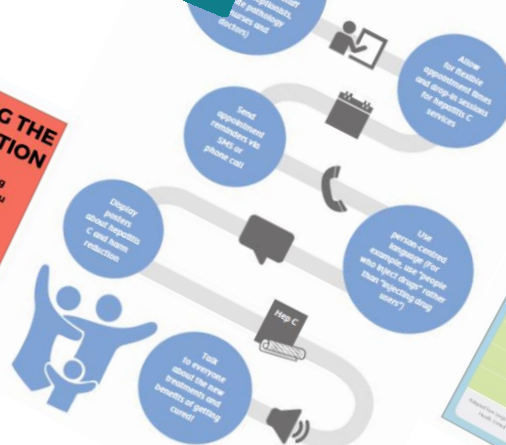 G THE
TION
doctors)
Allow
for flexible
appointment times
and drop-in sessions
for hepatitis C
services
Send
appointment
reminders via
SMS or
phone call
Use
person-centred
language (For
example, use "people
who inject drugs" rather
than "injecting drug
users")
Display
posters
about hepatitis
C and harm
reduction
Hep C
Talk
to everyone
about the new
treatments and
benefits of getting
cured!